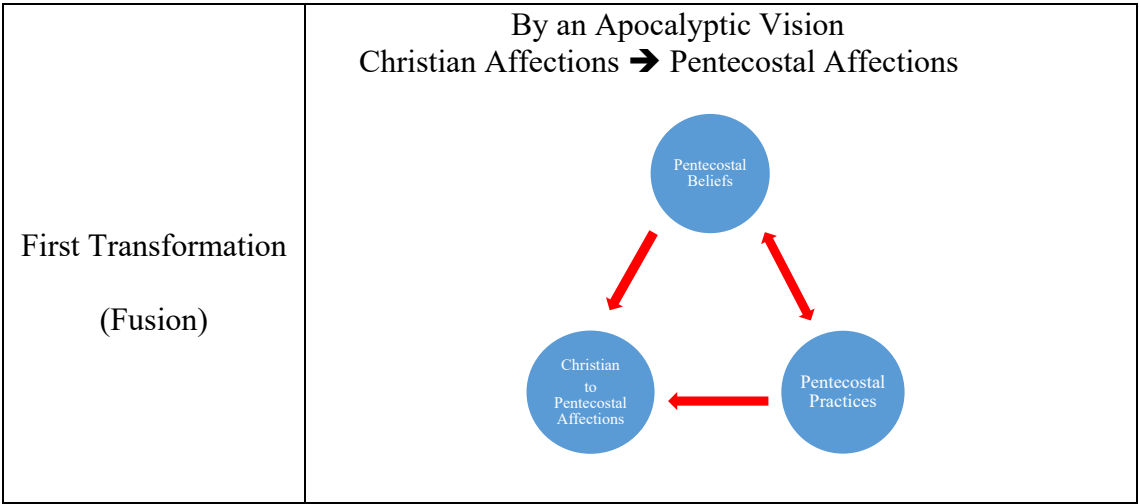 First Transformation
(Fusion)
By an Apocalyptic Vision
Christian Affections ➔ Pentecostal Affections
Pentecostal
Beliefs
Christian
to
Pentecostal
Affections
Pentecostal
Practices